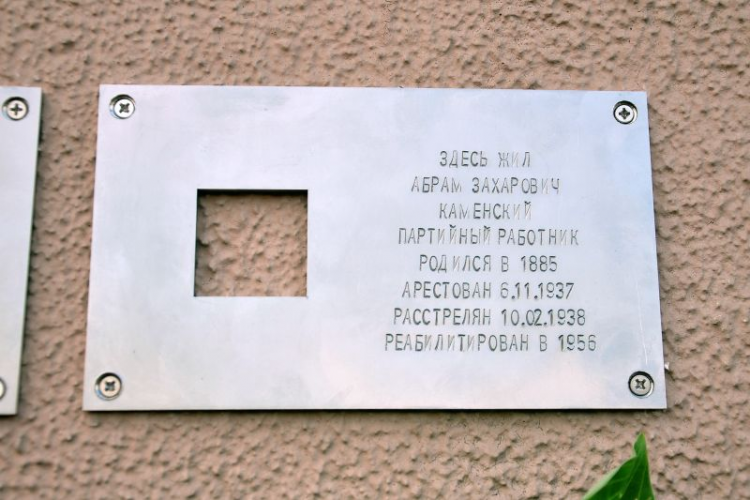 ЗДЕСЬ ЖИЛ
АБРАМ ЗАХАРОВИЧ
КАМЕНСКИЙ
ПАРТИЙНЫЙ РАБОТНИК
РОДИЛСЯ В 1885
АРЕСТОВАН 6.11.1937
РАССТРЕЛЯН 10.02.1938
РЕАБИЛИТИРОВАН В 1956